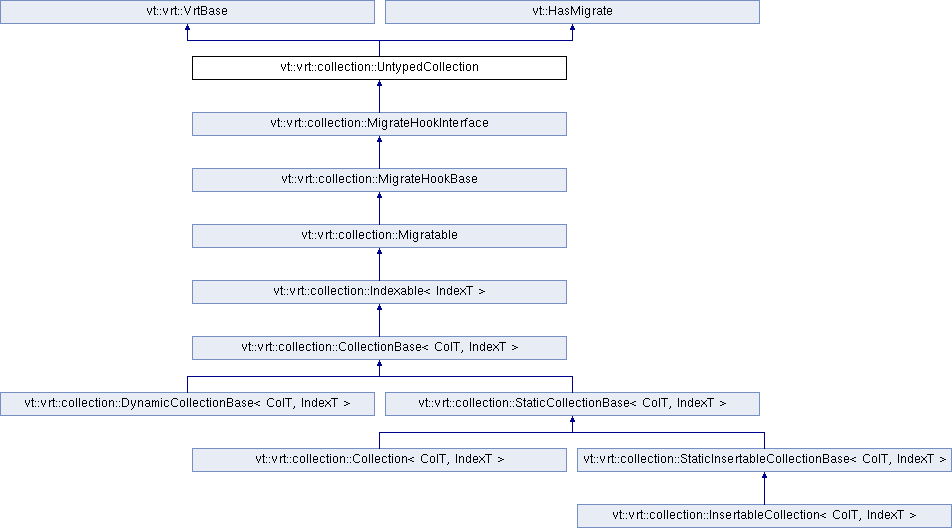 vt::vrt::VrtBase
vt::HasMigrate
vt::vrt::collection::UntypedCollection
vt::vrt::collection::MigrateHookInterface
vt::vrt::collection::MigrateHookBase
vt::vrt::collection::Migratable
vt::vrt::collection::Indexable< IndexT >
vt::vrt::collection::CollectionBase< ColT, IndexT >
vt::vrt::collection::DynamicCollectionBase< ColT, IndexT >
vt::vrt::collection::StaticCollectionBase< ColT, IndexT >
vt::vrt::collection::Collection< ColT, IndexT >
vt::vrt::collection::StaticInsertableCollectionBase< ColT, IndexT >
vt::vrt::collection::InsertableCollection< ColT, IndexT >